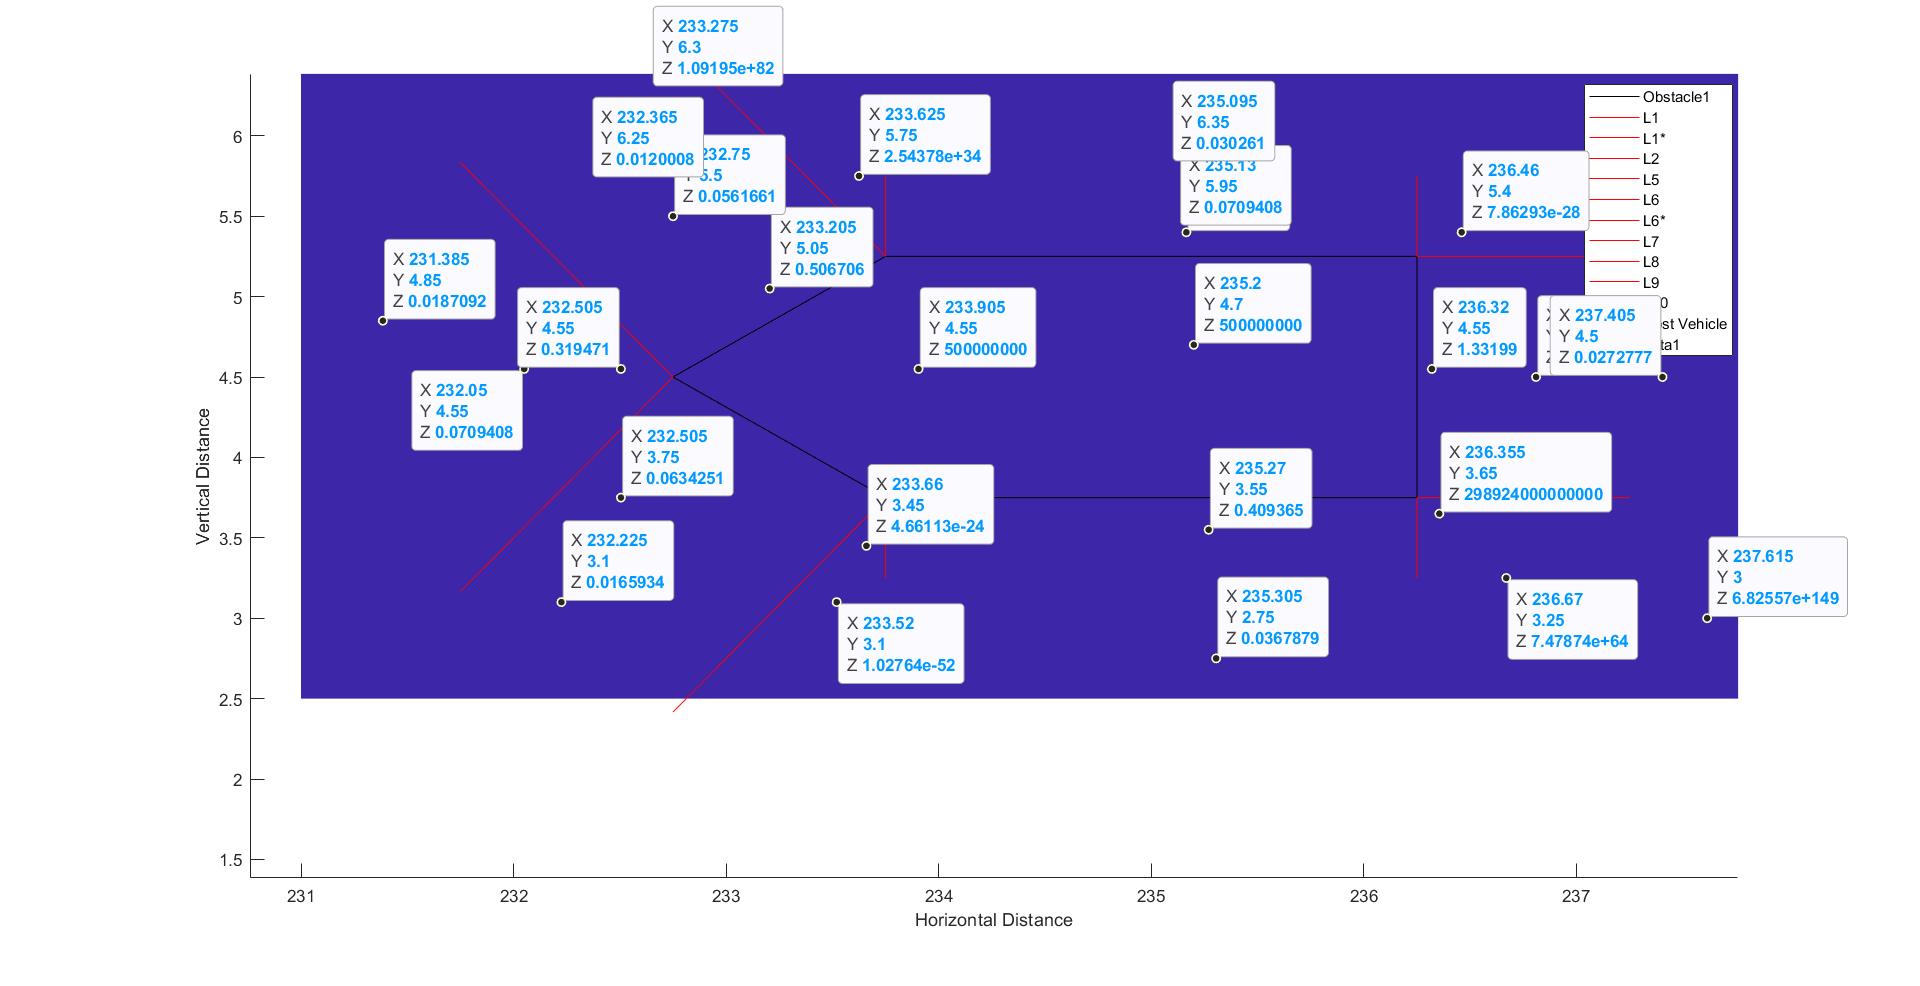 X 233.275
Y 6.3
Z 1.09195e+82
X 232.365
Y 6.25
Z 0.0120008
232.75
5.5
Z 0.0561661
X 233.625
Y 5.75
Z 2.54378e+34
X 235.095
Y 6.35
Z 0.030261
X 235.13
Y 5.95
Z 0.0709408
X 236.46
Y 5.4
Z 7.86293e-28
Obstacle1
L1
L1*
L2
L5
L6
L6*
L7
L8
L9
0
st Vehicle
ta1
X 233.205
Y 5.05
Z 0.506706
X 231.385
Y 4.85
Z 0.0187092
X 232.505
Y 4.55
Z 0.319471
X 233.905
Y 4.55
Z 500000000
X 235.2
Y 4.7
Z 500000000
X 236.32
Y 4.55
Z 1.33199
X 237.405
Y 4.5
Z 0.0272777
X 232.05
Y 4.55
Z 0.0709408
X 232.505
Y 3.75
Z 0.0634251
X 233.66
Y 3.45
Z 4.66113e-24
X 235.27
Y 3.55
Z 0.409365
X 236.355
Y 3.65
Z 298924000000000
X 232.225
Y 3.1
Z 0.0165934
X 233.52
Y 3.1
Z 1.02764e-52
X 235.305
Y 2.75
Z 0.0367879
X 236.67
Y 3.25
Z 7.47874e+64
X 237.615
Y 3
Z 6.82557e+149
6
5.5
5
4.5
4
3.5
3
2.5
2
1.5
Vertical Distance
231
232
233
234
235
236
237
Horizontal Distance